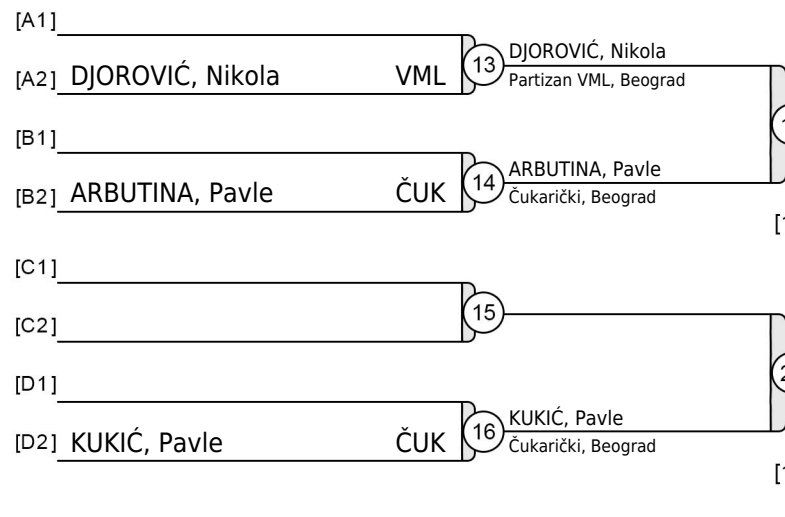 [A1]
[A2] DJOROVIĆ, Nikola VML
13 DJOROVIĆ, Nikola
Partizan VML, Beograd
[B1]
[B2] ARBUTINA, Pavle ČUK
14 ARBUTINA, Pavle
Čukarički, Beograd
[C1]
[C2]
15
[D1]
[D2] KUKIĆ, Pavle ČUK
16 KUKIĆ, Pavle
Čukarički, Beograd